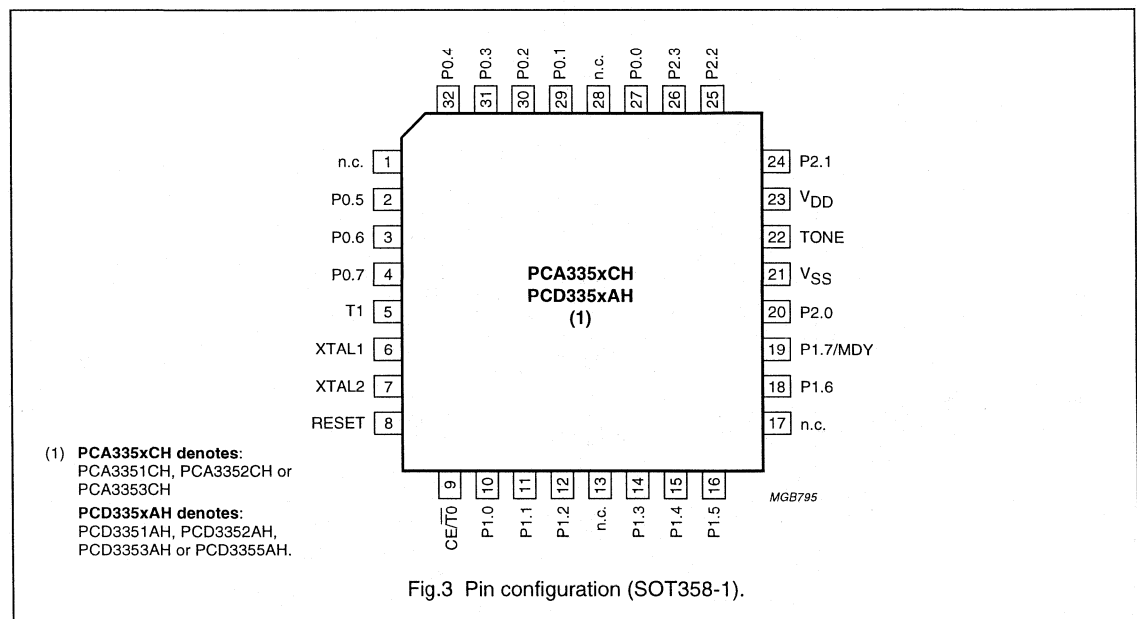 P0.4 P0.3 P0.2 P0.1 n.c. P0.0 P2.3 P2.2
32 31 30 29 28 27 26 25
n.c. 1
P0.5 2
P0.6 3
P0.7 4
T1 5
XTAL1 6
XTAL2 7
RESET 8
24 P2.1
23 VDD
22 TONE
21 VSS
20 P2.0
19 P1.7/MDY
18 P1.6
17 n.c.
PCA335xCH
PCD335xAH
(1)
9 10 11 12 13 14 15 16
CE/T0 P1.0 P1.1 P1.2 n.c. P1.3 P1.4 P1.5
MGB795
(1) PCA335xCH denotes:
PCA3351CH, PCA3352CH or
PCA3353CH
PCD335xAH denotes:
PCD3351AH, PCD3352AH,
PCD3353AH or PCD3355AH.
Fig.3 Pin configuration (SOT358-1).